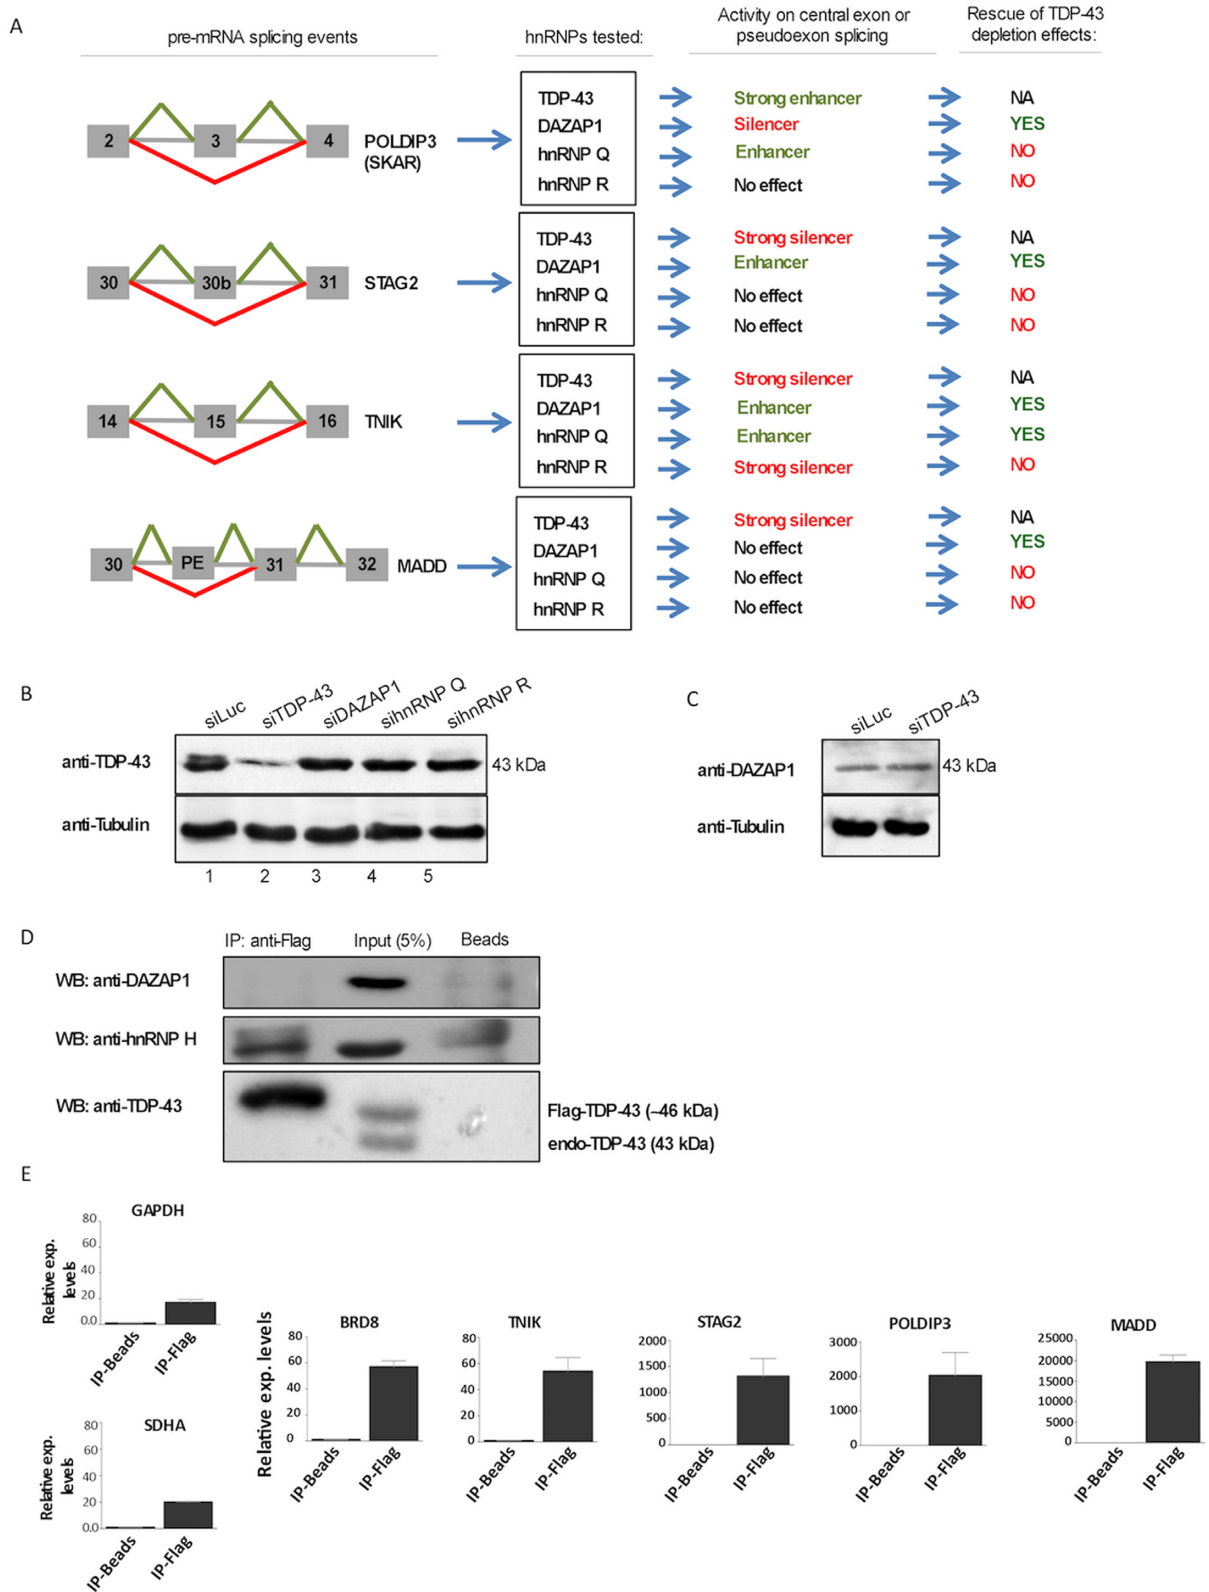 A
pre-mRNA splicing events
hnRNPs tested:
Activity on central exon or
pseudoexon splicing
Rescue of TDP-43
depletion effects:
2 3 4
POLDIP3
(SKAR)
TDP-43 Strong enhancer NA
DAZAP1 Silencer YES
hnRNP Q Enhancer NO
hnRNP R No effect NO
30 30b 31 STAG2
TDP-43 Strong silencer NA
DAZAP1 Enhancer YES
hnRNP Q No effect NO
hnRNP R No effect NO
14 15 16 TNIK
TDP-43 Strong silencer NA
DAZAP1 Enhancer YES
hnRNP Q Enhancer YES
hnRNP R Strong silencer NO
30 PE 31 32 MADD
TDP-43 Strong silencer NA
DAZAP1 No effect YES
hnRNP Q No effect NO
hnRNP R No effect NO
B
siLuc siTDP-43 siDAZAP1 sihnRNP Q sihnRNP R
anti-TDP-43 43 kDa
anti-Tubulin
1 2 3 4 5
C
siLuc siTDP-43
anti-DAZAP1 43 kDa
anti-Tubulin
D
IP: anti-Flag Input (5%) Beads
WB: anti-DAZAP1
WB: anti-hnRNP H
WB: anti-TDP-43
Flag-TDP-43 (~46 kDa)
endo-TDP-43 (43 kDa)
E
GAPDH
Relative exp.
levels
80
60
40
20
0.0
IP-Beads IP-Flag
SDHA
Relative exp.
levels
80
60
40
20
0.0
IP-Beads IP-Flag
Relative exp. levels
BRD8
80
60
40
20
0
IP-Beads IP-Flag
TNIK
80
60
40
20
0
IP-Beads IP-Flag
STAG2
2000
1500
1000
500
0
IP-Beads IP-Flag
POLDIP3
3000
2000
1000
0
IP-Beads IP-Flag
MADD
25000
20000
15000
10000
5000
0
IP-Beads IP-Flag